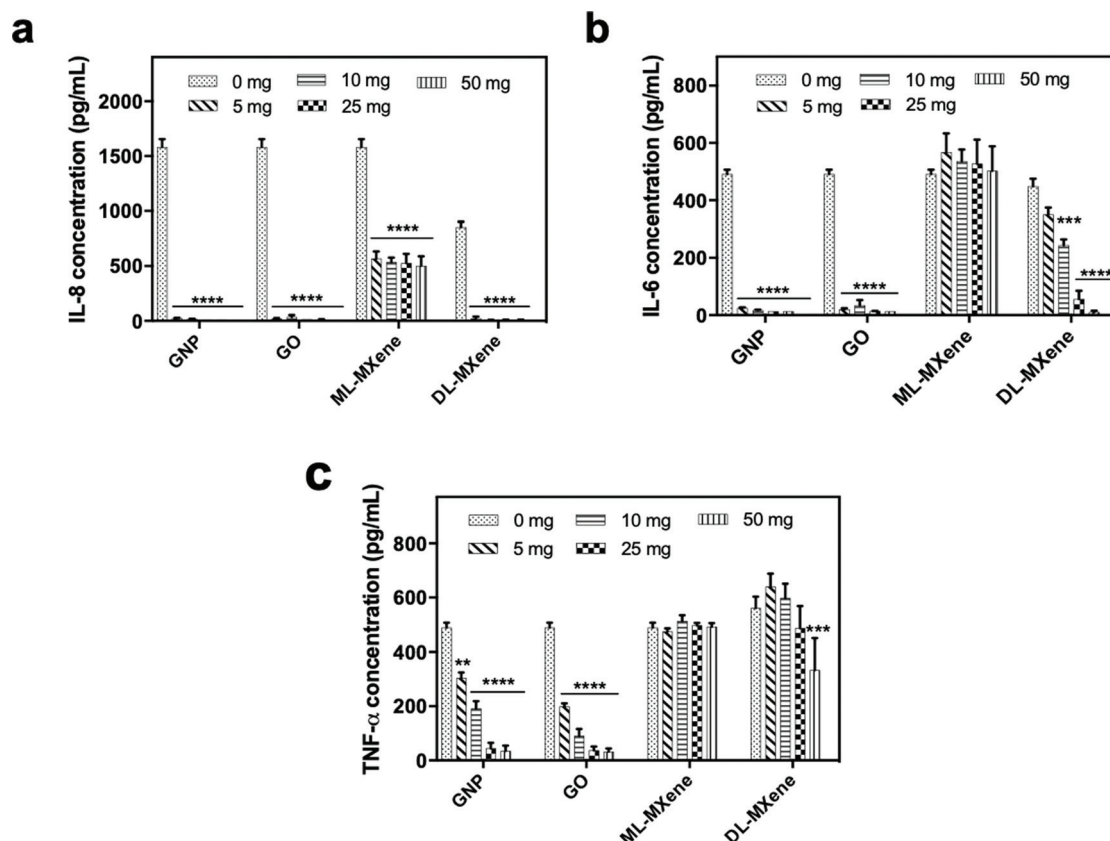 a
IL-8 concentration (pg/mL)
0 mg
10 mg
50 mg
5 mg
25 mg
2000
1500
1000
500
0
****
****
****
****
GNP
GO
ML-MXene
DL-MXene
b
IL-6 concentration (pg/mL)
0 mg
10 mg
50 mg
5 mg
25 mg
800
600
400
200
0
****
****
***
****
GNP
GO
ML-MXene
DL-MXene
c
TNF-α concentration (pg/mL)
0 mg
10 mg
50 mg
5 mg
25 mg
800
600
400
200
0
**
****
****
***
GNP
GO
ML-MXene
DL-MXene